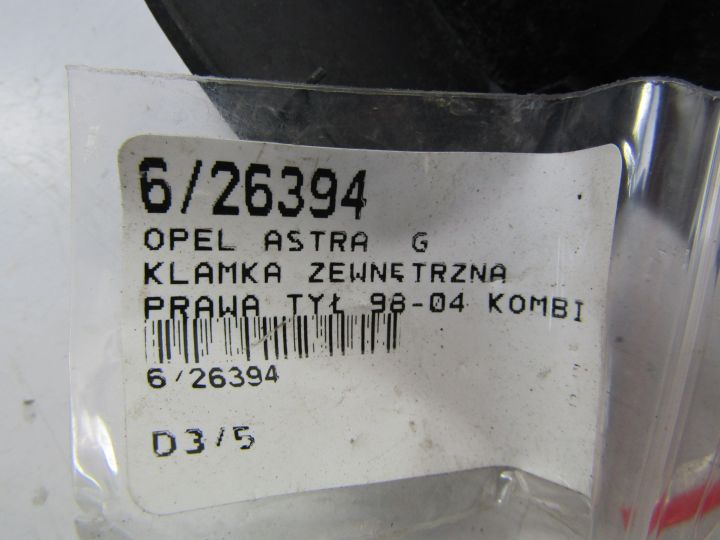 6/26394
OPEL ASTRA G
KLAMKA ZEWNĘTRZNA
PRAWA TYŁ 98-04 KOMBI
6/26394
D3/5